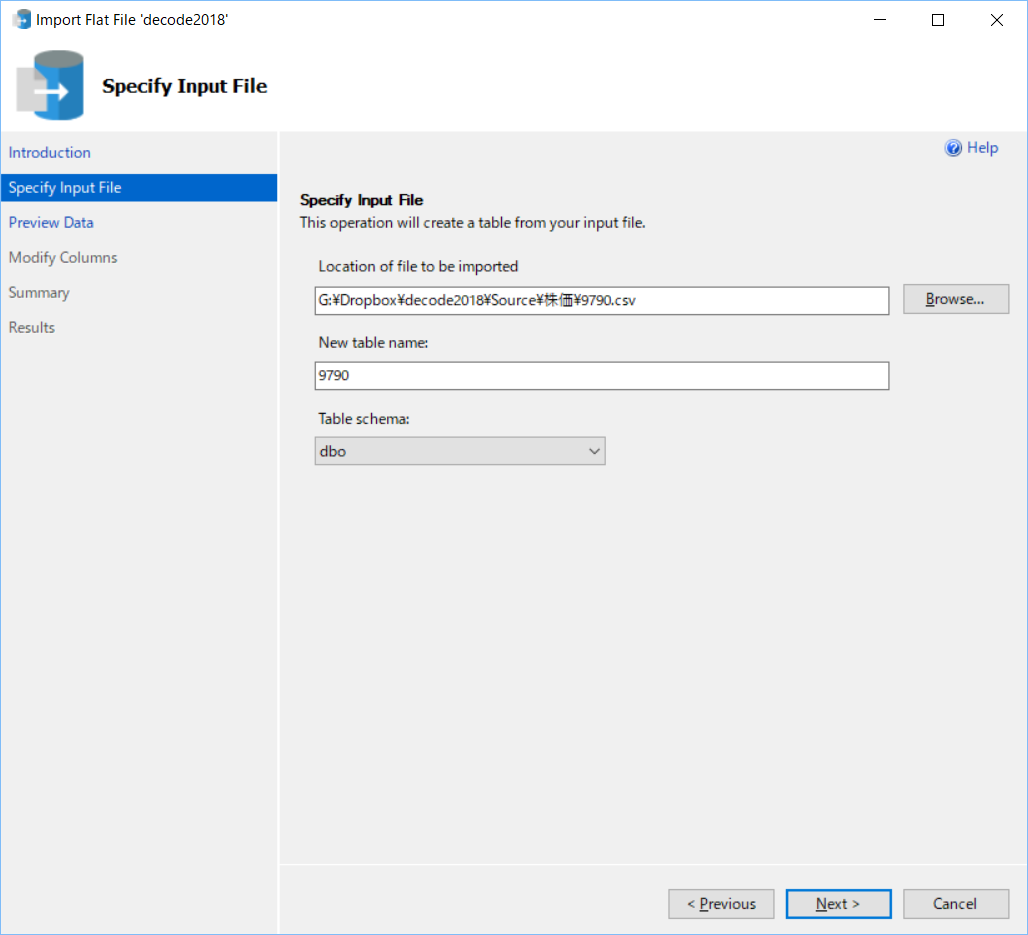 Import Flat File 'decode2018'
Specify Input File
Introduction
Specify Input File
Preview Data
Modify Columns
Summary
Results
Help
Specify Input File
This operation will create a table from your input file.
Location of file to be imported
G:¥Dropbox¥decode2018¥Source¥株価¥9790.csv
Browse...
New table name:
9790
Table schema:
dbo
< Previous
Next >
Cancel